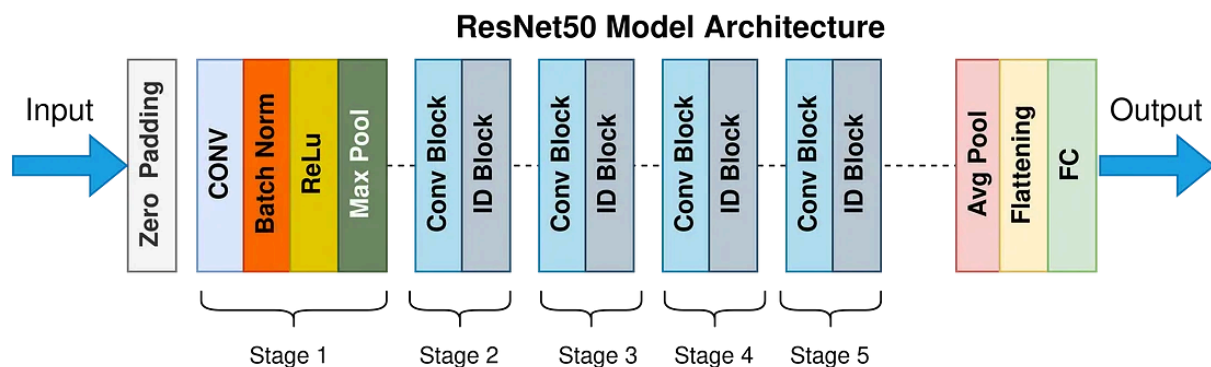 ResNet50 Model Architecture
Input
Zero Padding
CONV
Batch Norm
ReLu
Max Pool
Conv Block
ID Block
Conv Block
ID Block
Conv Block
ID Block
Conv Block
ID Block
Avg Pool
Flattening
FC
Output
Stage 1
Stage 2
Stage 3
Stage 4
Stage 5